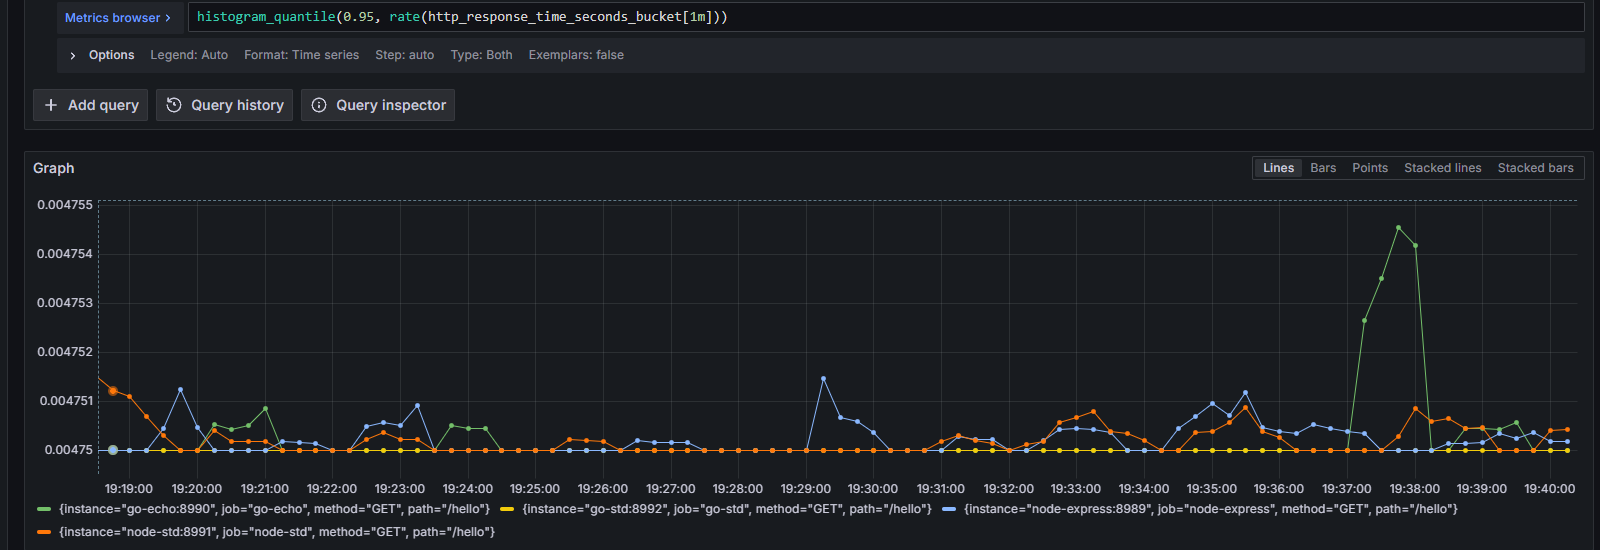 Metrics browser > histogram_quantile(0.95, rate(http_response_time_seconds_bucket[1m]))
> Options Legend: Auto Format: Time series Step: auto Type: Both Exemplars: false
+ Add query Query history Query inspector
Graph Lines Bars Points Stacked lines Stacked bars
0.004755
0.004754
0.004753
0.004752
0.004751
0.00475
19:19:00 19:20:00 19:21:00 19:22:00 19:23:00 19:24:00 19:25:00 19:26:00 19:27:00 19:28:00 19:29:00 19:30:00 19:31:00 19:32:00 19:33:00 19:34:00 19:35:00 19:36:00 19:37:00 19:38:00 19:39:00 19:40:00
{instance="go-echo:8990", job="go-echo", method="GET", path="/hello"} {instance="go-std:8992", job="go-std", method="GET", path="/hello"} {instance="node-express:8989", job="node-express", method="GET", path="/hello"}
{instance="node-std:8991", job="node-std", method="GET", path="/hello"}